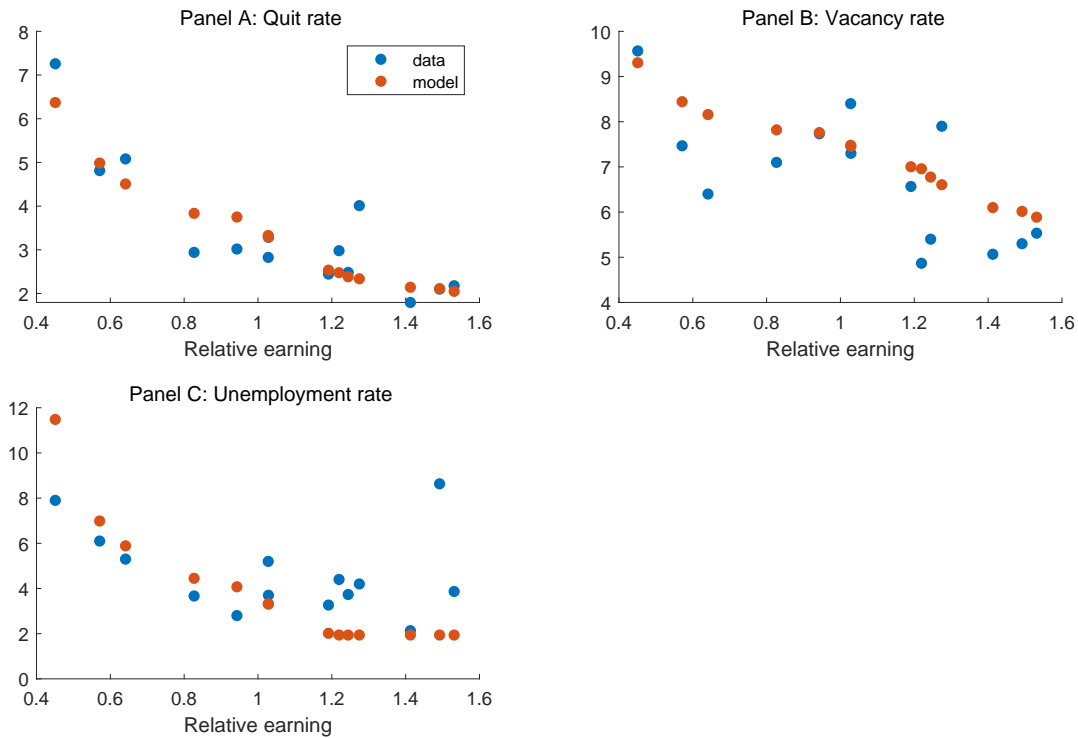 Panel A: Quit rate
8
7
6
5
4
3
2
0.4 0.6 0.8 1 1.2 1.4 1.6
Relative earning
data
model
Panel B: Vacancy rate
10
9
8
7
6
5
4
0.4 0.6 0.8 1 1.2 1.4 1.6
Relative earning
Panel C: Unemployment rate
12
10
8
6
4
2
0
0.4 0.6 0.8 1 1.2 1.4 1.6
Relative earning